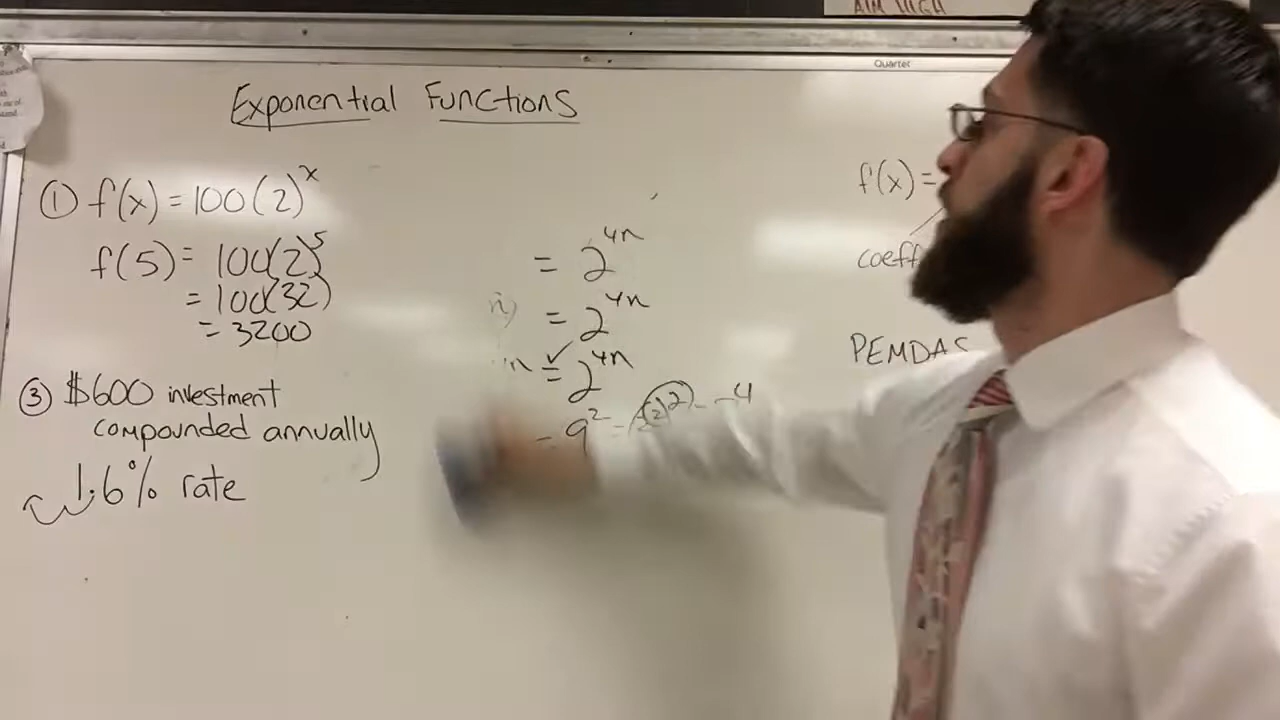 AIM HIGH
Quartet
Exponential Functions
① f(x) = 100(2)^x
f(5) = 100(2)^5
= 100(32)
= 3200
③ $600 investment
compounded annually
1.6% rate
= 2^4n
= 2^4n
= 2^4n
f(x) =
coeff
PEMDAS